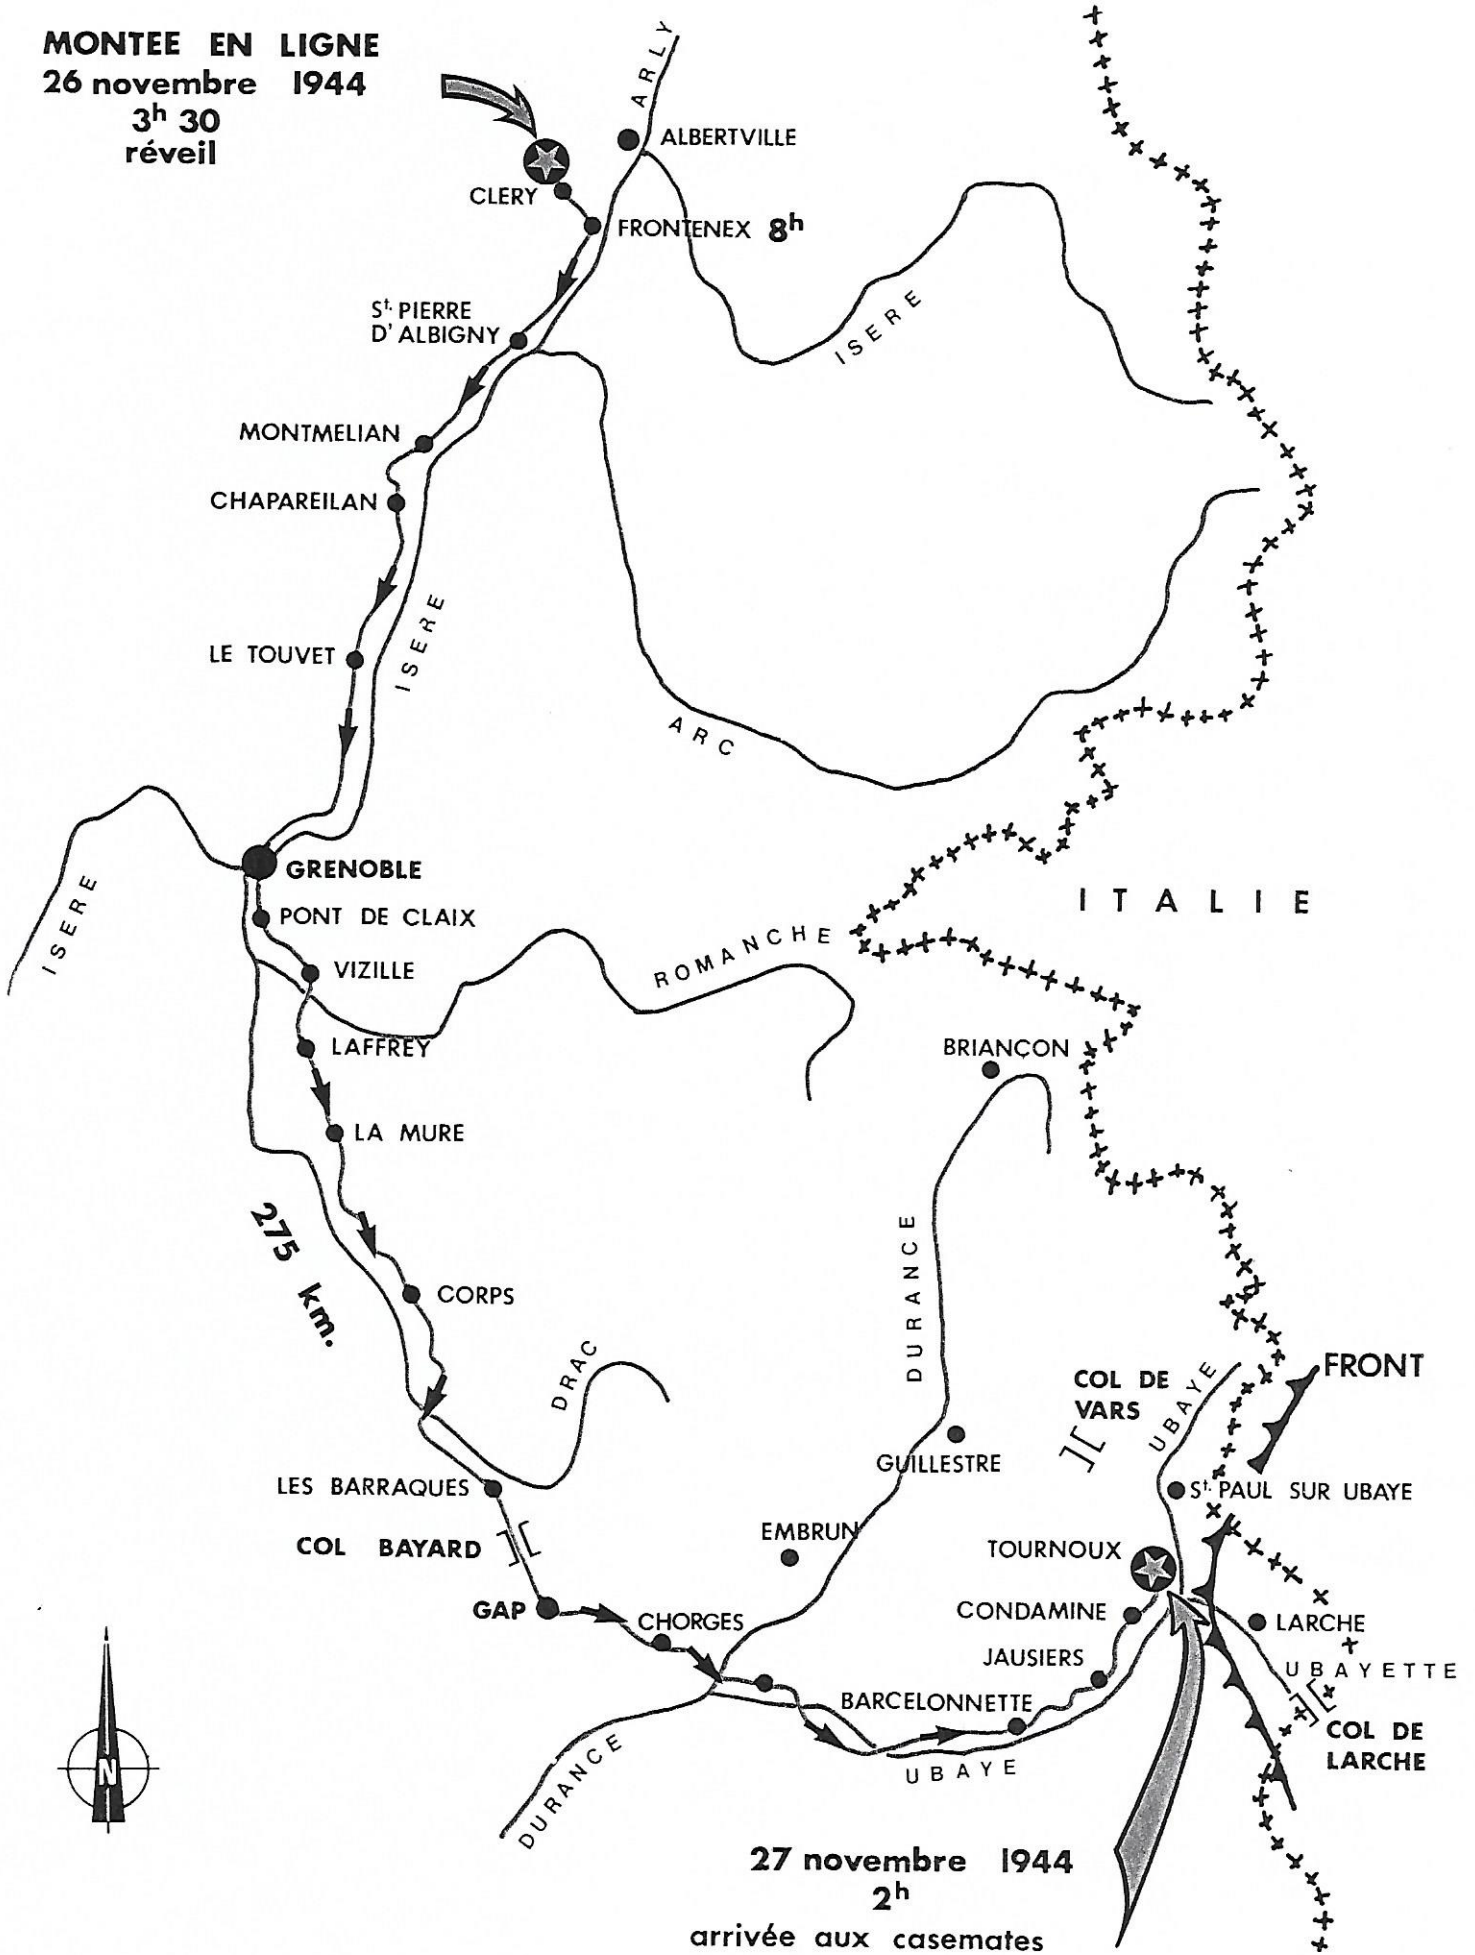 MONTEE EN LIGNE
26 novembre 1944
3h 30
réveil
ARLY
ALBERTVILLE
CLERY
FRONTENEX 8h
St. PIERRE
D'ALBIGNY
ISERE
MONTMELIAN
CHAPAREILAN
ISERE
LE TOUVET
ARC
GRENOBLE
ITALIE
ISERE
PONT DE CLAIX
ROMANCHE
VIZILLE
LAFFREY
BRIANÇON
LA MURE
275 km.
DURANCE
CORPS
DRAC
FRONT
COL DE
VARS
UBAYE
GUILLESTRE
LES BARRAQUES
St. PAUL SUR UBAYE
EMBRUN
COL BAYARD
TOURNOUX
GAP
CHORGES
CONDAMINE
LARCHE
JAUSIERS
UBAYETTE
BARCELONNETTE
COL DE
LARCHE
UBAYE
DURANCE
N
27 novembre 1944
2h
arrivée aux casemates